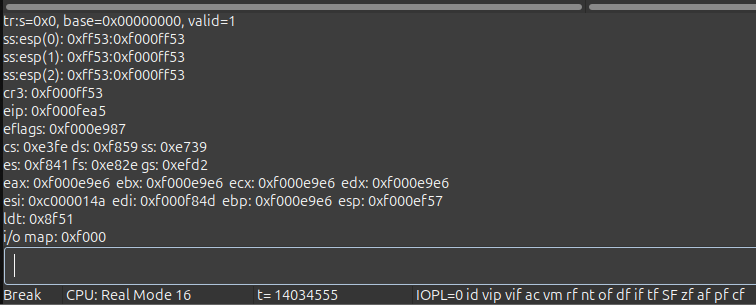 tr:s=0x0, base=0x00000000, valid=1
ss:esp(0): 0xff53:0xf000ff53
ss:esp(1): 0xff53:0xf000ff53
ss:esp(2): 0xff53:0xf000ff53
cr3: 0xf000ff53
eip: 0xf000fea5
eflags: 0xf000e987
cs: 0xe3fe ds: 0xf859 ss: 0xe739
es: 0xf841 fs: 0xe82e gs: 0xefd2
eax: 0xf000e9e6 ebx: 0xf000e9e6 ecx: 0xf000e9e6 edx: 0xf000e9e6
esi: 0xc000014a edi: 0xf000f84d ebp: 0xf000e9e6 esp: 0xf000ef57
ldt: 0x8f51
i/o map: 0xf000
Break CPU: Real Mode 16 t= 14034555 IOPL=0 id vip vif ac vm rf nt of df if tf SF zf af pf cf